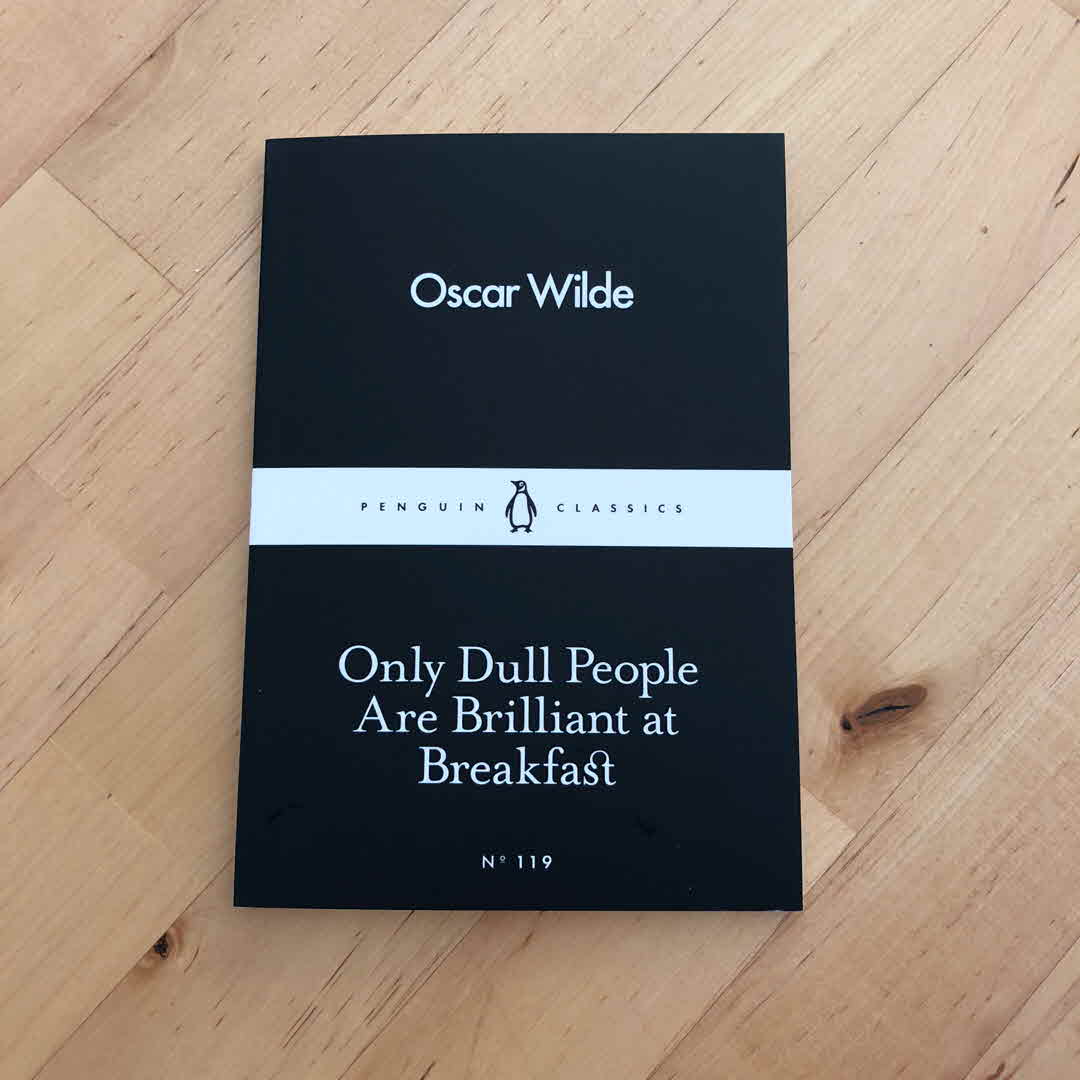 Oscar Wilde
PENGUIN CLASSICS
Only Dull People
Are Brilliant at
Breakfast
Nº 119